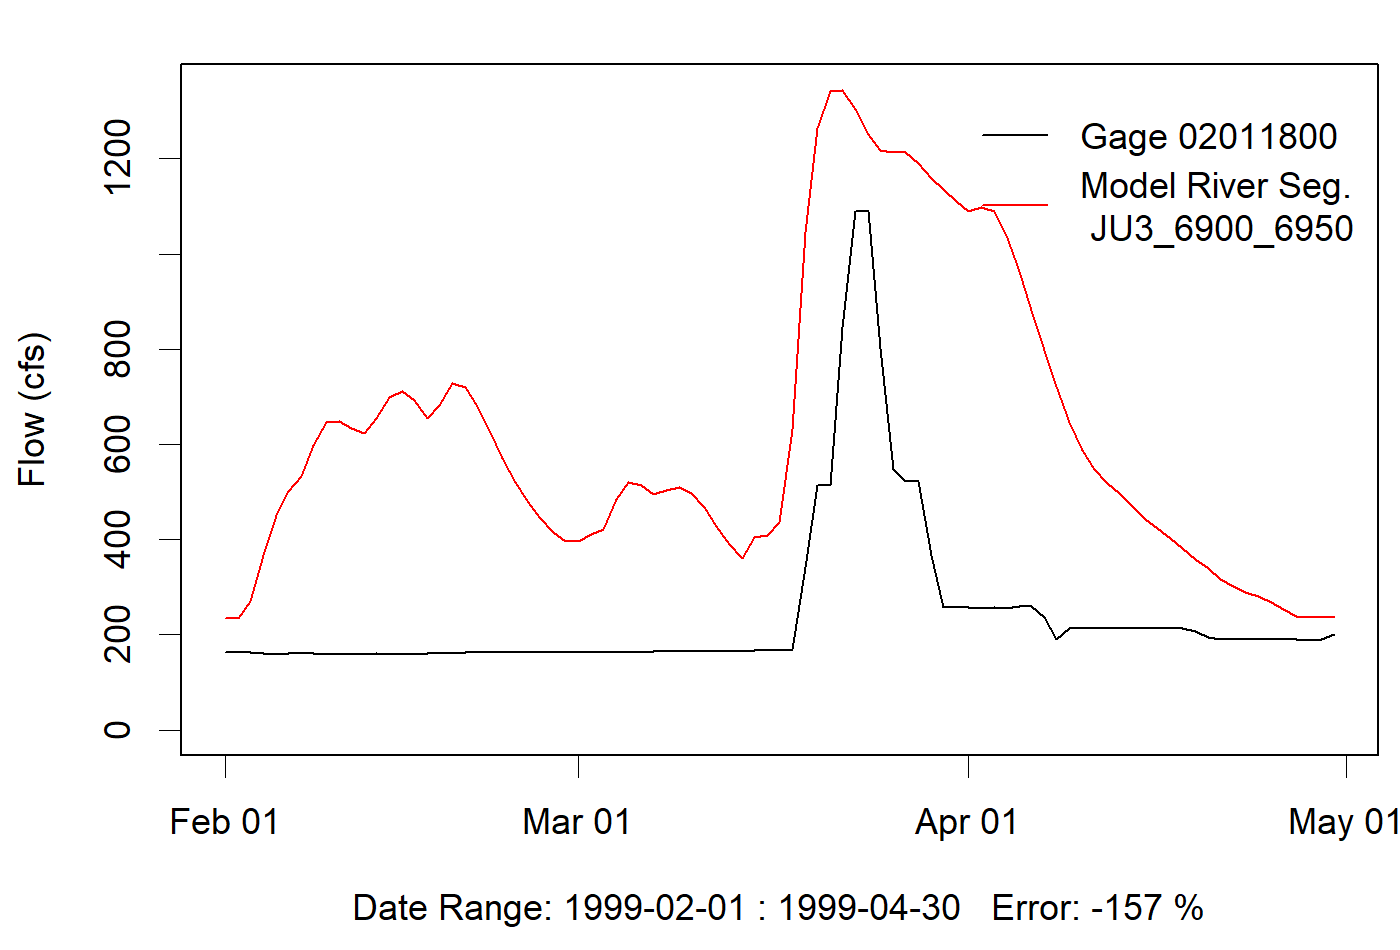 Flow (cfs)
1200
800
600
400
200
0
Gage 02011800
Model River Seg.
JU3_6900_6950
Feb 01 Mar 01 Apr 01 May 01
Date Range: 1999-02-01 : 1999-04-30 Error: -157 %